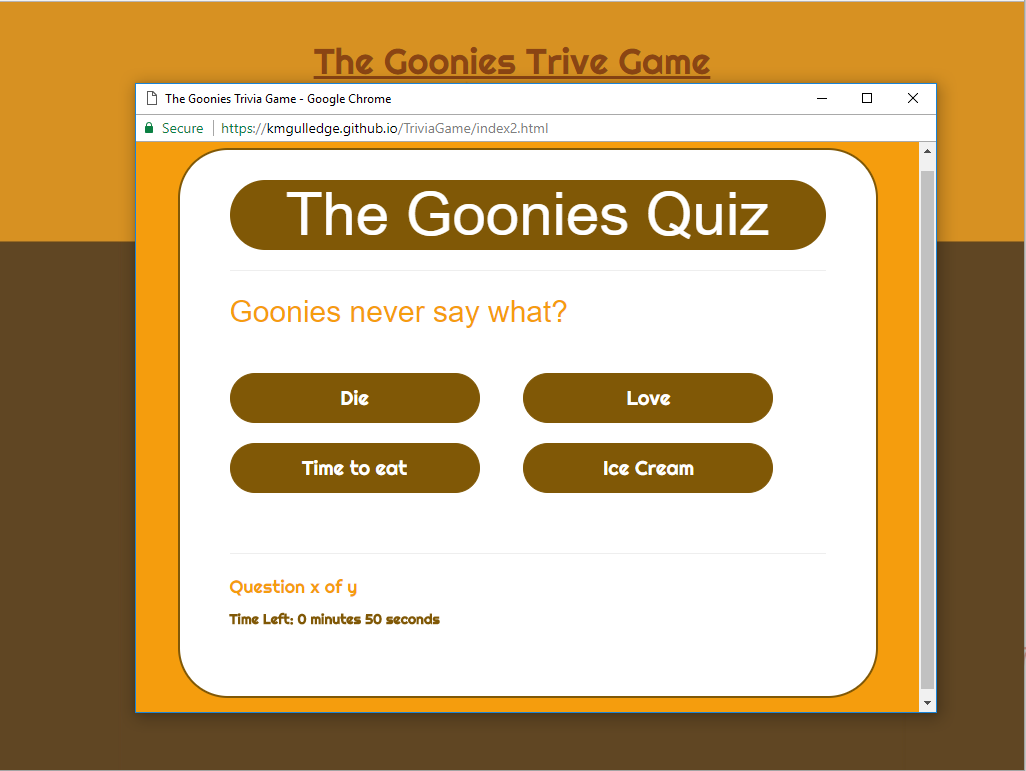 The Goonies Trive Game
The Goonies Trivia Game - Google Chrome
Secure https://kmgulledge.github.io/TriviaGame/index2.html
The Goonies Quiz
Goonies never say what?
Die Love
Time to eat Ice Cream
Question x of y
Time Left: 0 minutes 50 seconds